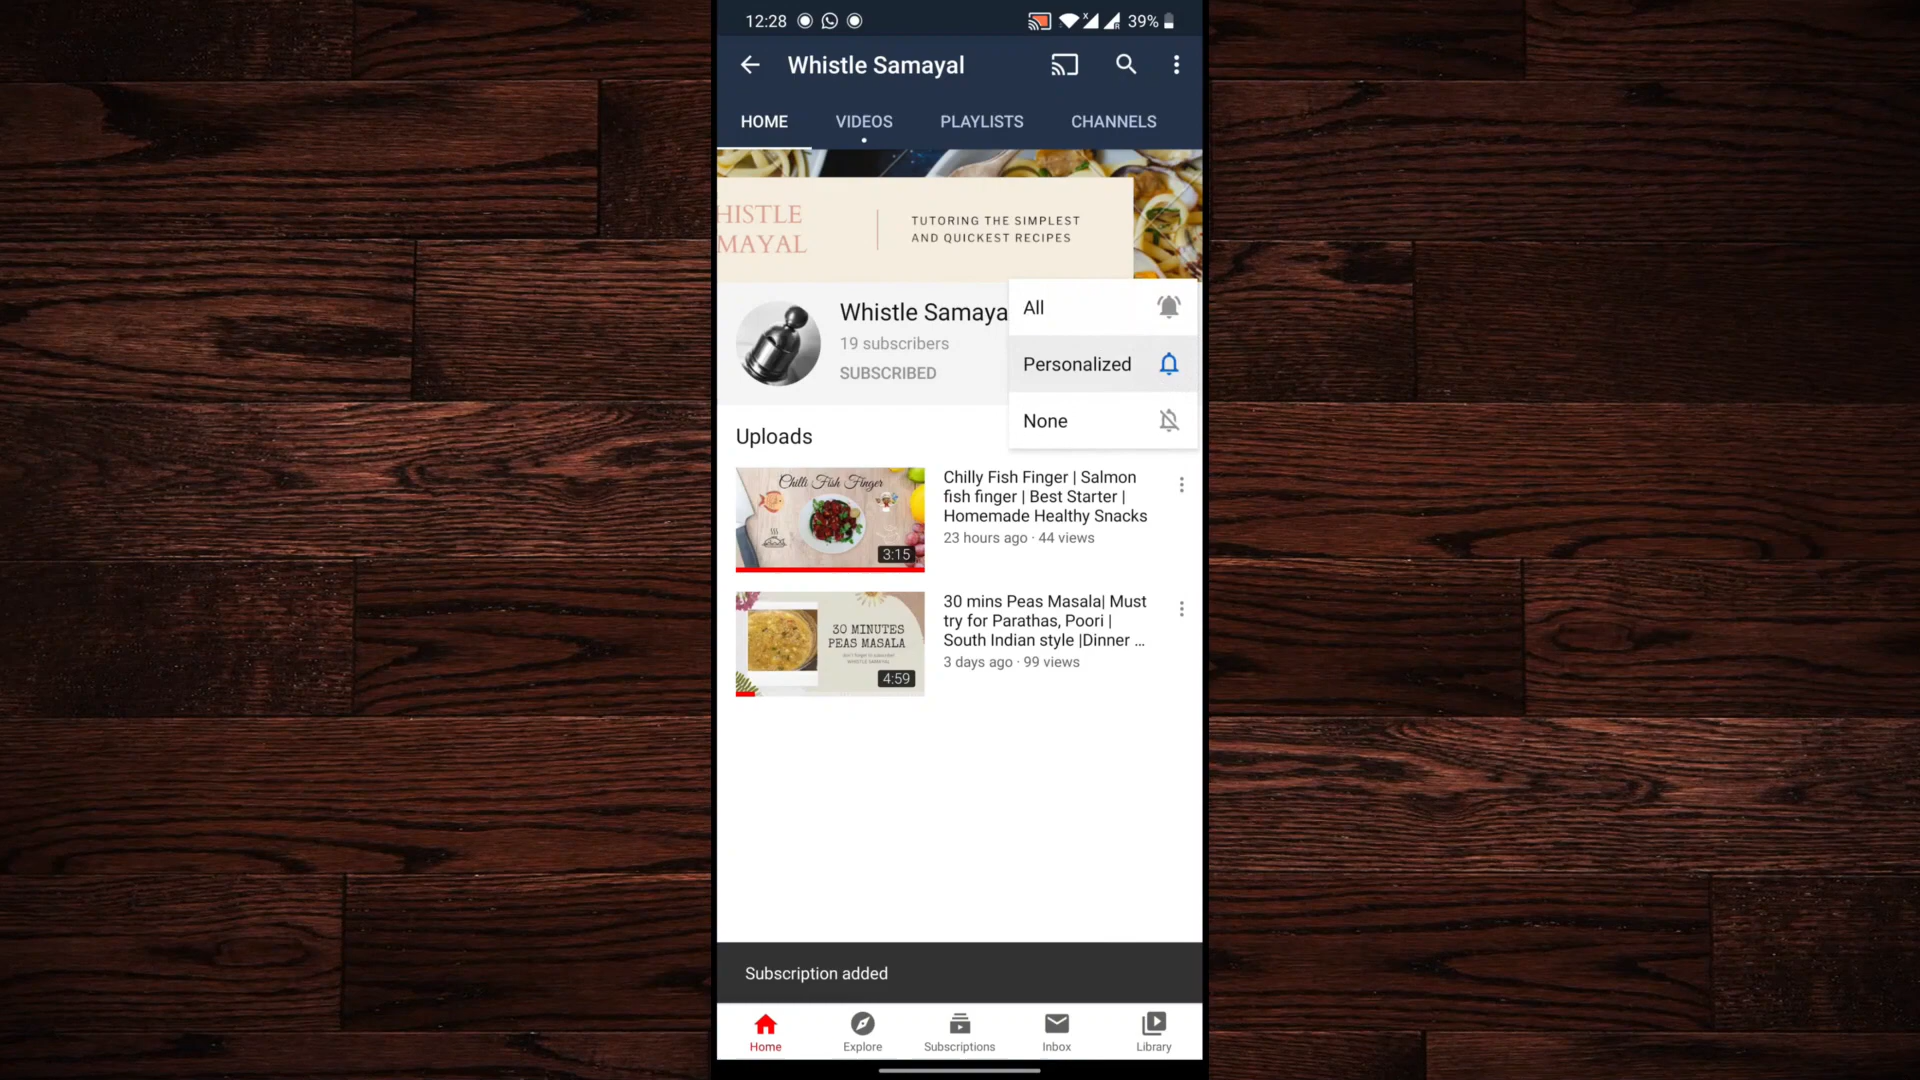 12:28
39%
Whistle Samayal
HOME
VIDEOS
PLAYLISTS
CHANNELS
HISTLE
MAYAL
TUTORING THE SIMPLEST
AND QUICKEST RECIPES
Whistle Samaya
19 subscribers
SUBSCRIBED
All
Personalized
None
Uploads
Chilli Fish Finger
3:15
Chilly Fish Finger | Salmon
fish finger | Best Starter |
Homemade Healthy Snacks
23 hours ago · 44 views
30 MINUTES
PEAS MASALA
WHISTLE SAMAYAL
4:59
30 mins Peas Masala| Must
try for Parathas, Poori |
South Indian style |Dinner ...
3 days ago · 99 views
Subscription added
Home
Explore
Subscriptions
Inbox
Library